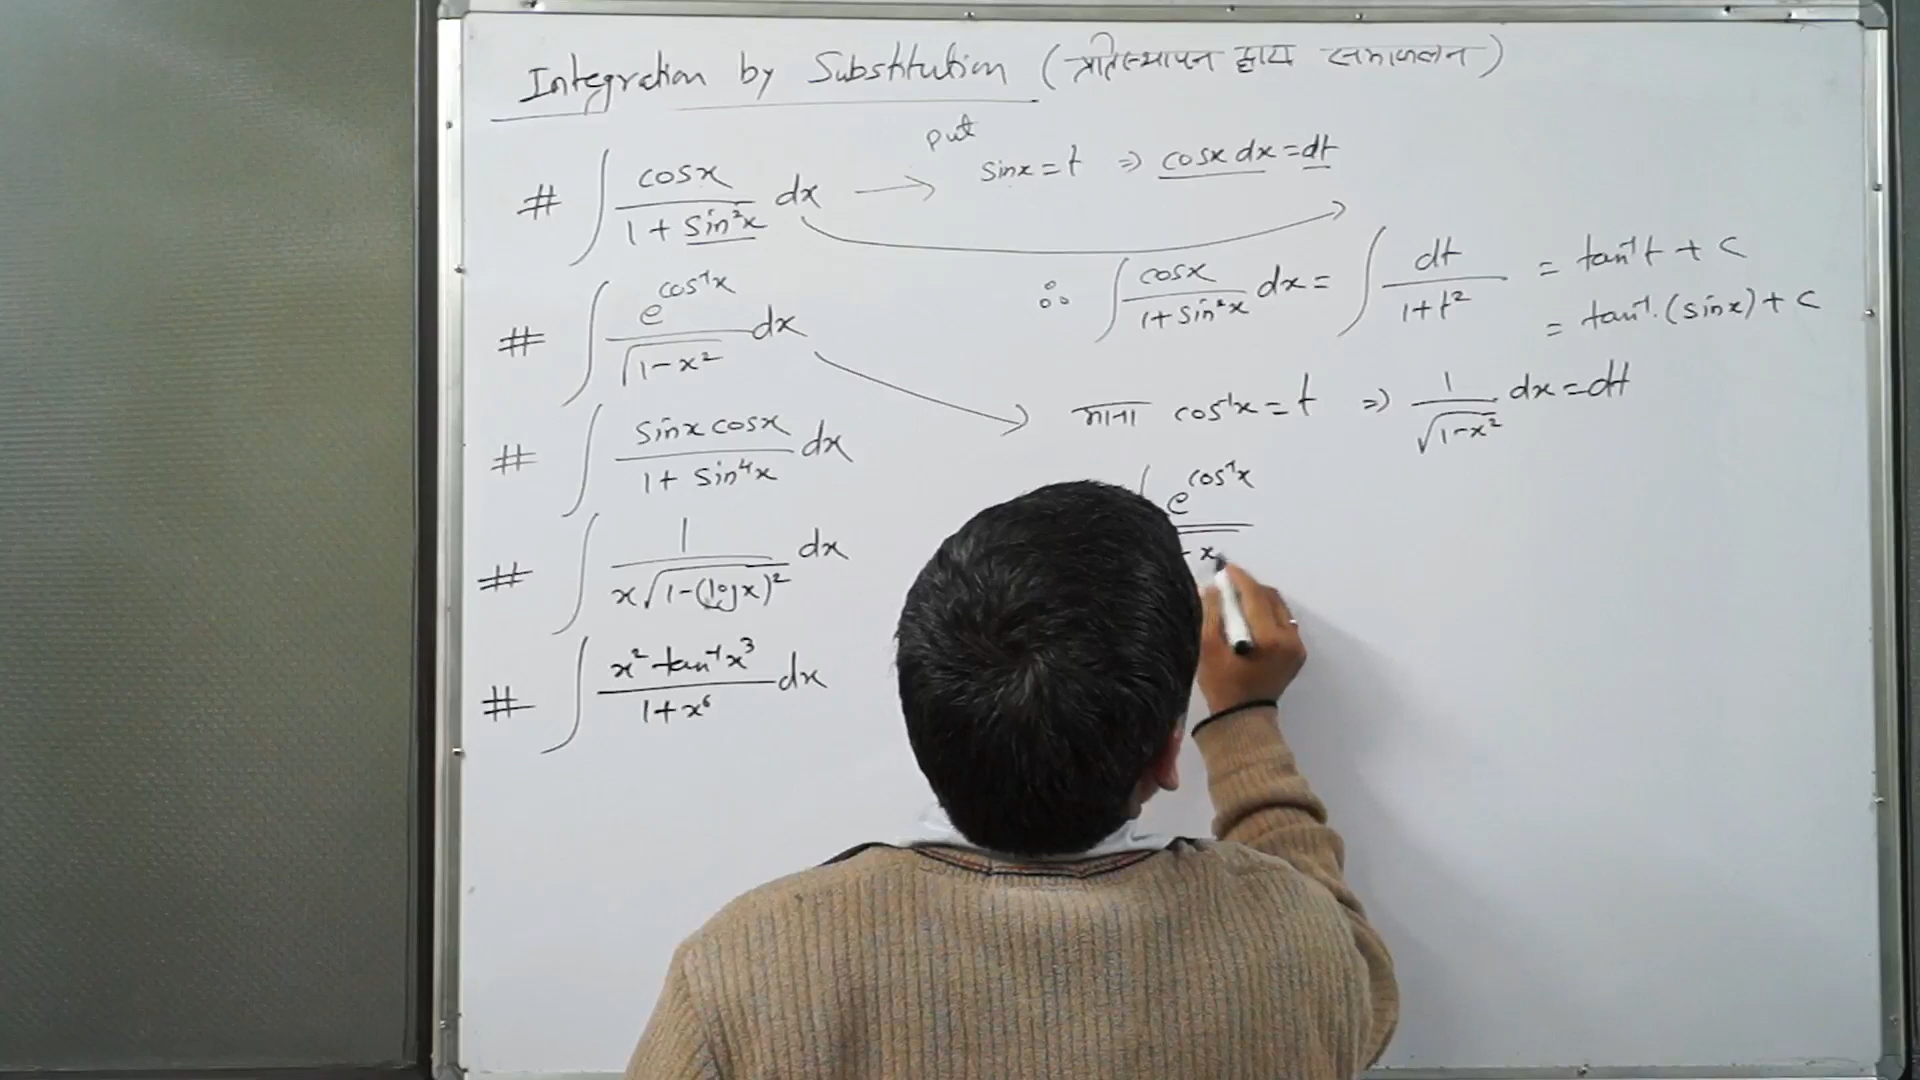 Integration by Substitution (प्रतिस्थापन द्वारा समाकलन)
# ∫ cosx / (1 + sin²x) dx → put sinx = t ⇒ cosx dx = dt
∴ ∫ cosx / (1 + sin²x) dx = ∫ dt / (1 + t²) = tan⁻¹t + c
= tan⁻¹.(sinx) + c
# ∫ e^(cos⁻¹x) / √(1-x²) dx → माना cos⁻¹x = t ⇒ 1/√(1-x²) dx = dt
∫ e^(cos⁻¹x) / - x
# ∫ sinx cosx / (1 + sin⁴x) dx
# ∫ 1 / (x√(1-(logx)²)) dx
# ∫ x² tan⁻¹x³ / (1+x⁶) dx